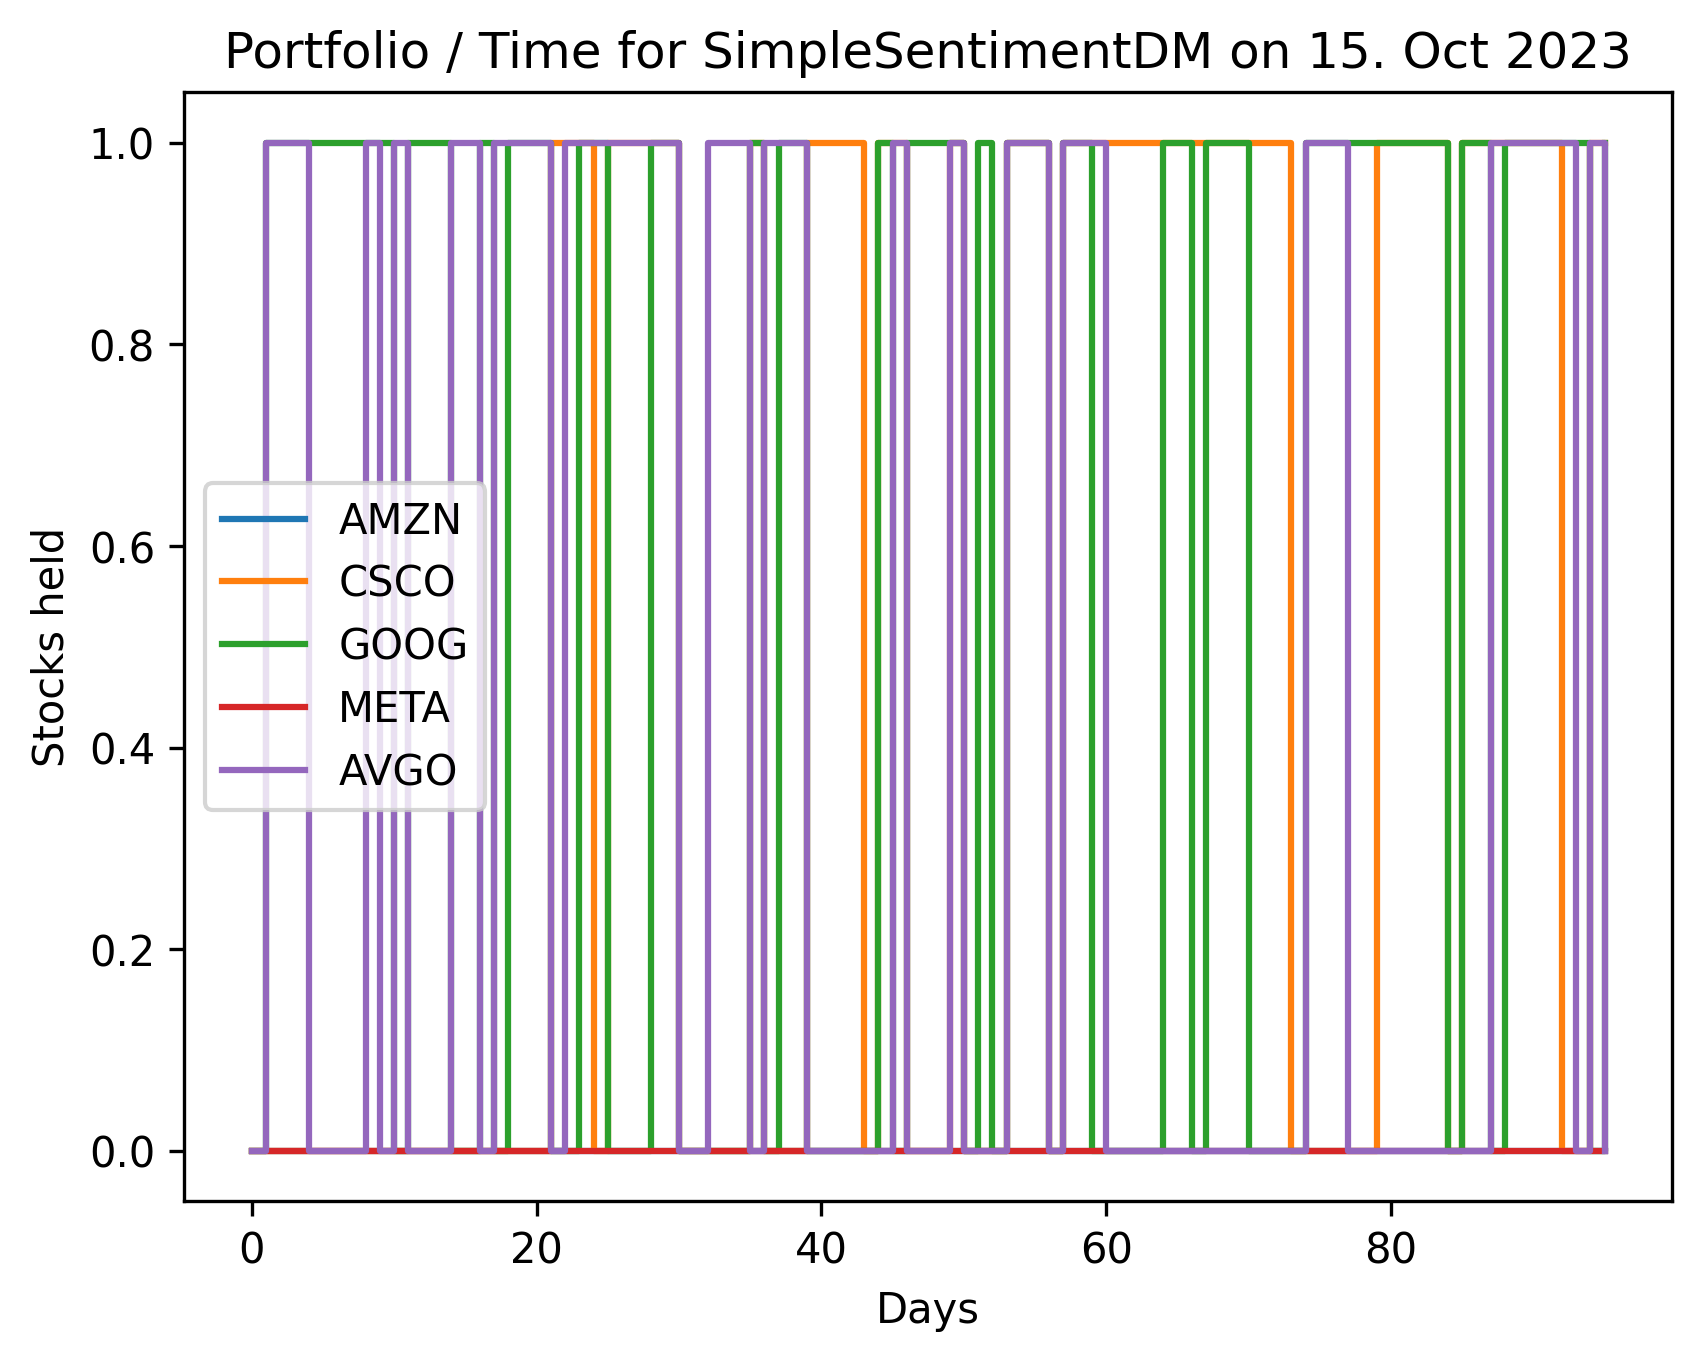 Portfolio / Time for SimpleSentimentDM on 15. Oct 2023
1.0
0.8
0.6
0.4
0.2
0.0
Stocks held
AMZN
CSCO
GOOG
META
AVGO
0 20 40 60 80
Days